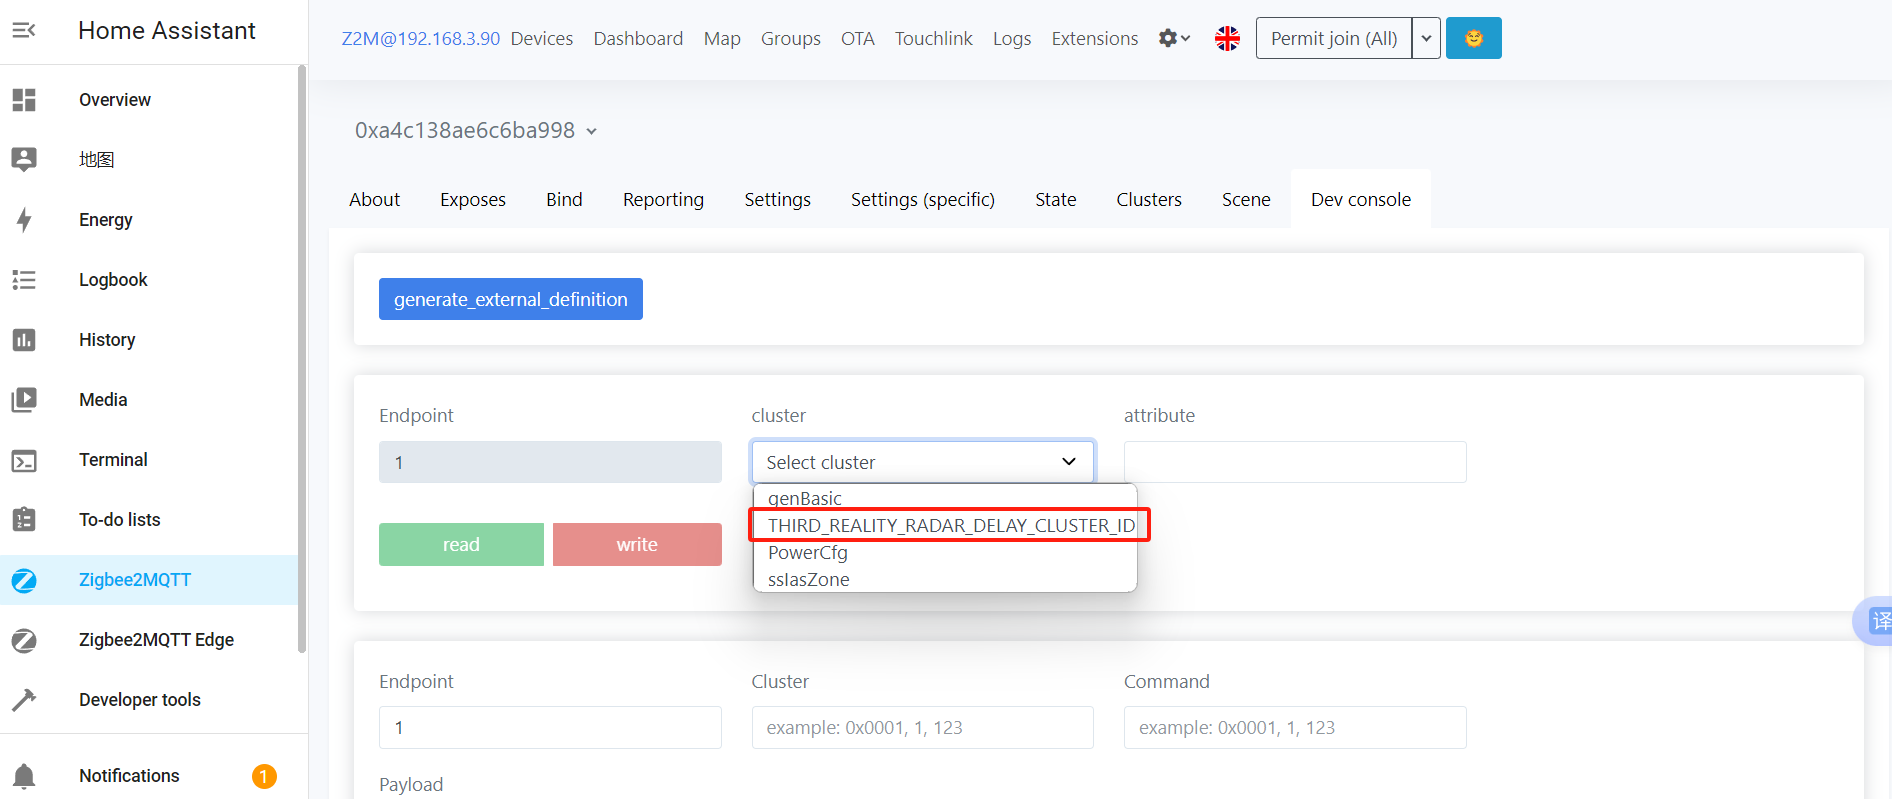 Home Assistant
Overview
地图
Energy
Logbook
History
Media
Terminal
Zigbee2MQTT
Zigbee2MQTT Edge
Developer tools
To-do lists
Notifications 1
Z2M@192.168.3.90 Devices Dashboard Map Groups OTA Touchlink Logs Extensions Permit join (All)
0xa4c138ae6c6ba998
About Exposes Bind Reporting Settings Settings (specific) State Clusters Scene Dev console
generate_external_definition
Endpoint cluster attribute
1 Select cluster
genBasic
THIRD_REALITY_RADAR_DELAY_CLUSTER_ID
PowerCfg
ssIasZone
read write
译
Endpoint Cluster Command
1 example: 0x0001, 1, 123 example: 0x0001, 1, 123
Payload